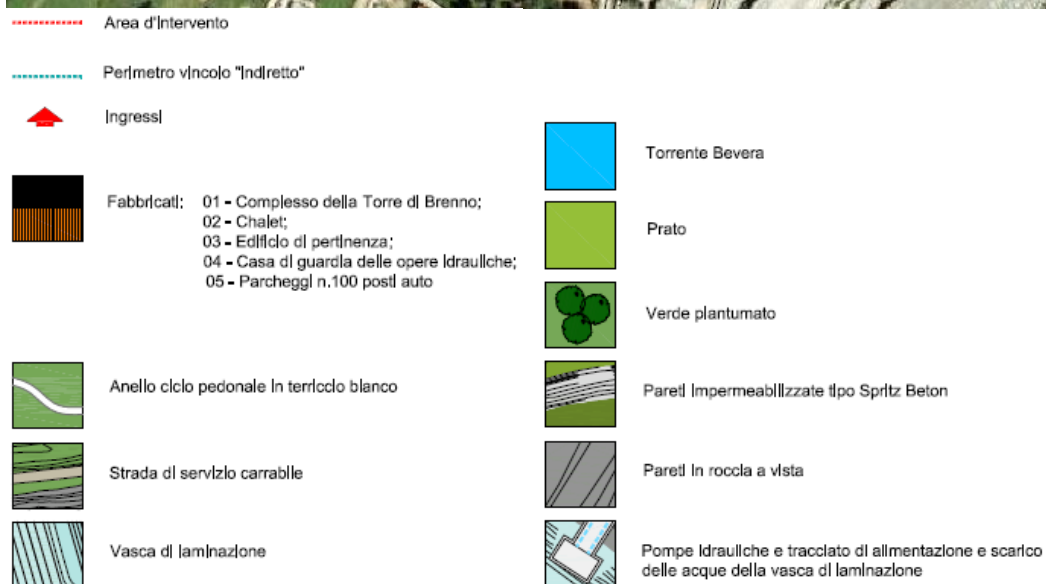 Area d'Intervento
Perimetro vincolo "Indiretto"
Ingressi
Fabbricati: 01 - Complesso della Torre di Brenno;
02 - Chalet;
03 - Edificio di pertinenza;
04 - Casa di guardia delle opere idrauliche;
05 - Parcheggi n.100 posti auto
Anello ciclo pedonale in terriccio bianco
Strada di servizio carrabile
Vasca di laminazione
Torrente Bevera
Prato
Verde piantumato
Pareti impermeabilizzate tipo Spritz Beton
Pareti in roccia a vista
Pompe idrauliche e tracciato di alimentazione e scarico
delle acque della vasca di laminazione